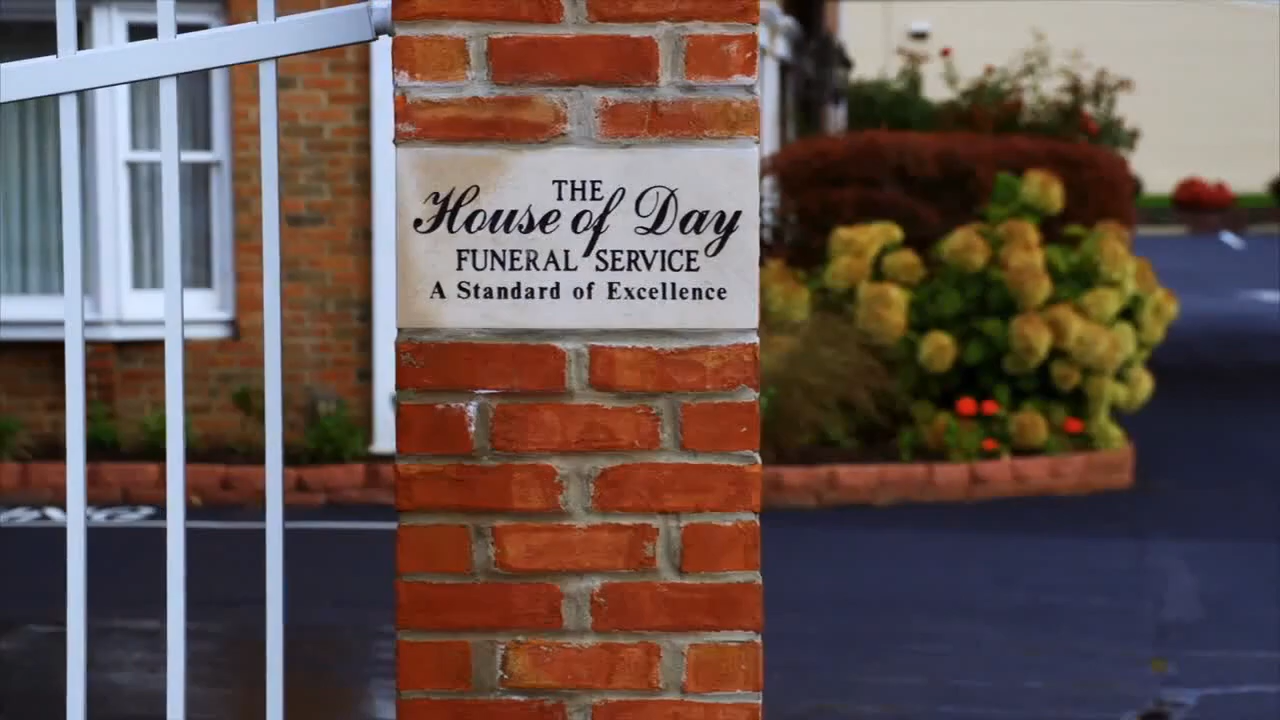 THE
House of Day
FUNERAL SERVICE
A Standard of Excellence